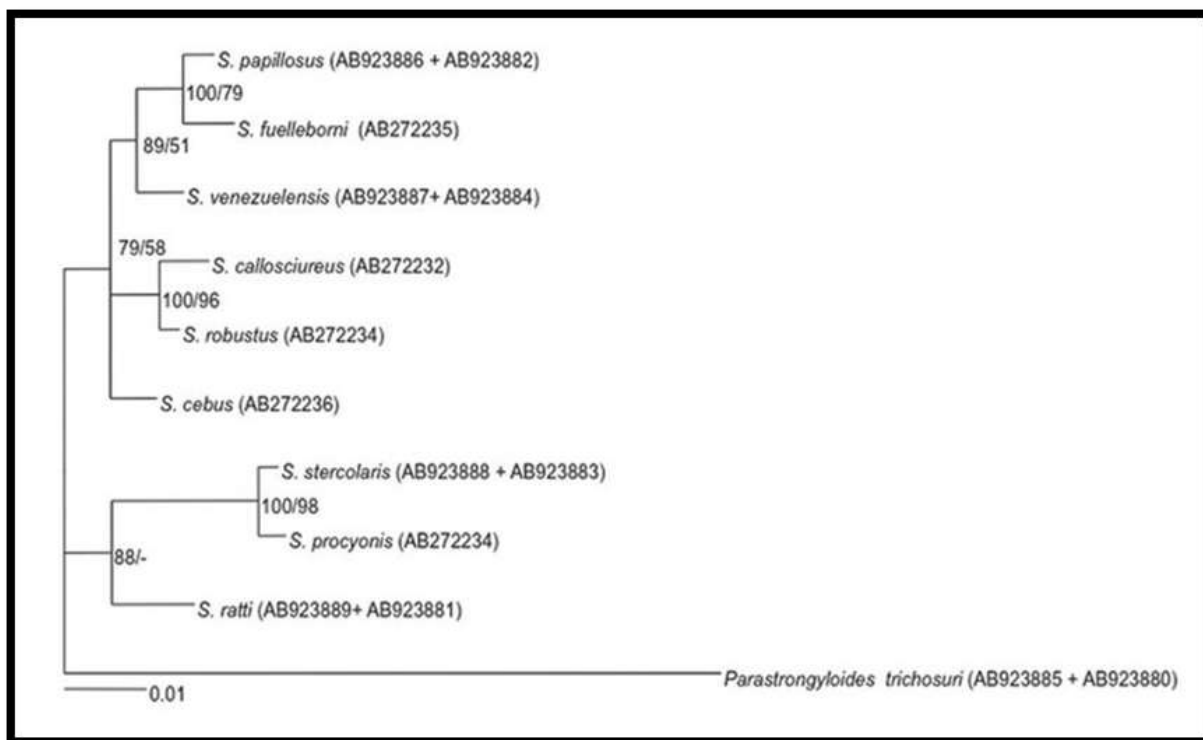 S. papillosus (AB923886 + AB923882)
100/79
S. fuelleborni (AB272235)
89/51
S. venezuelensis (AB923887+ AB923884)
79/58
S. callosciureus (AB272232)
100/96
S. robustus (AB272234)
S. cebus (AB272236)
S. stercolaris (AB923888 + AB923883)
100/98
S. procyonis (AB272234)
88/-
S. ratti (AB923889+ AB923881)
Parastrongyloides trichosuri (AB923885 + AB923880)
0.01